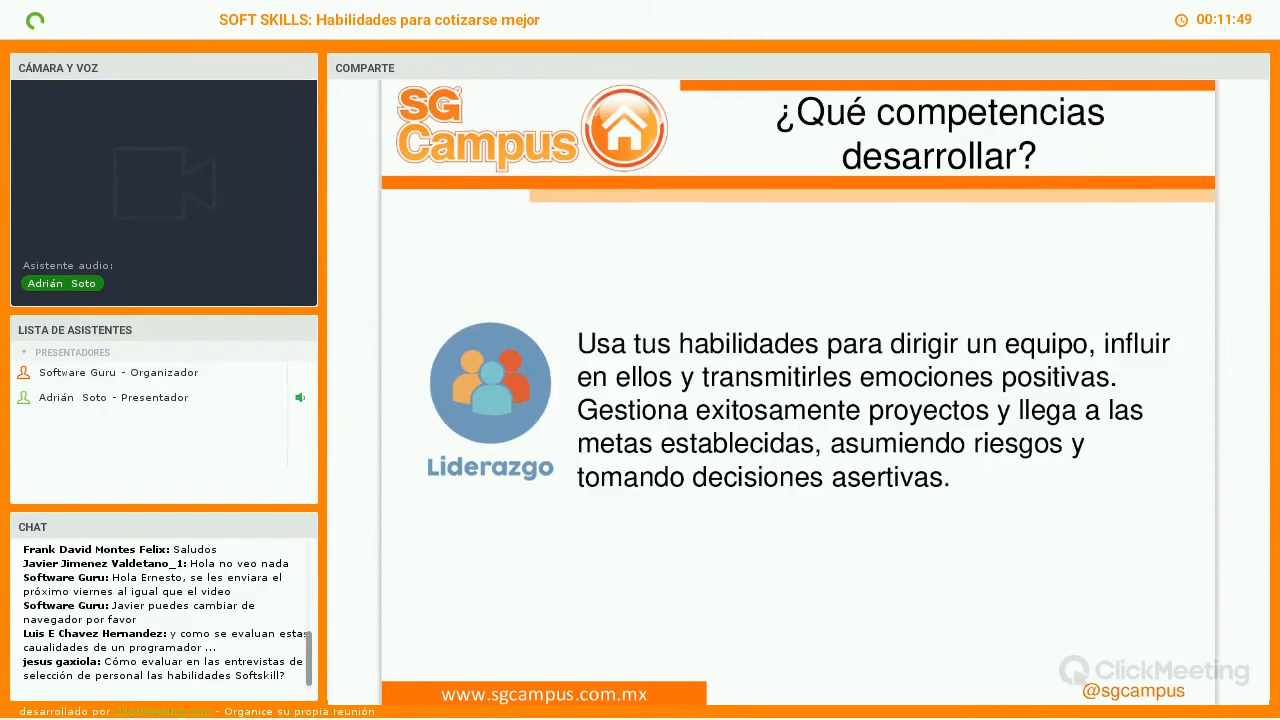 SOFT SKILLS: Habilidades para cotizarse mejor
00:11:49
CÁMARA Y VOZ
Asistente audio:
Adrián Soto
LISTA DE ASISTENTES
PRESENTADORES
Software Guru - Organizador
Adrián Soto - Presentador
CHAT
Frank David Montes Felix: Saludos
Javier Jimenez Valdetano_1: Hola no veo nada
Software Guru: Hola Ernesto, se les enviara el
próximo viernes al igual que el video
Software Guru: Javier puedes cambiar de
navegador por favor
Luis E Chavez Hernandez: y como se evaluan estas
caualidades de un programador ...
jesus gaxiola: Cómo evaluar en las entrevistas de
selección de personal las habilidades Softskill?
COMPARTE
SG
Campus
¿Qué competencias
desarrollar?
Liderazgo
Usa tus habilidades para dirigir un equipo, influir
en ellos y transmitirles emociones positivas.
Gestiona exitosamente proyectos y llega a las
metas establecidas, asumiendo riesgos y
tomando decisiones asertivas.
ClickMeeting
www.sgcampus.com.mx
@sgcampus
desarrollado por ClickMeeting.com - Organice su propia reunión